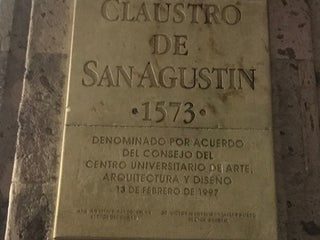 CLAUSTRO
DE
SAN AGUSTIN
·1573·
DENOMINADO POR ACUERDO
DEL CONSEJO DEL
CENTRO UNIVERSITARIO DE ARTE,
ARQUITECTURA Y DISEÑO
13 DE FEBRERO DE 1997